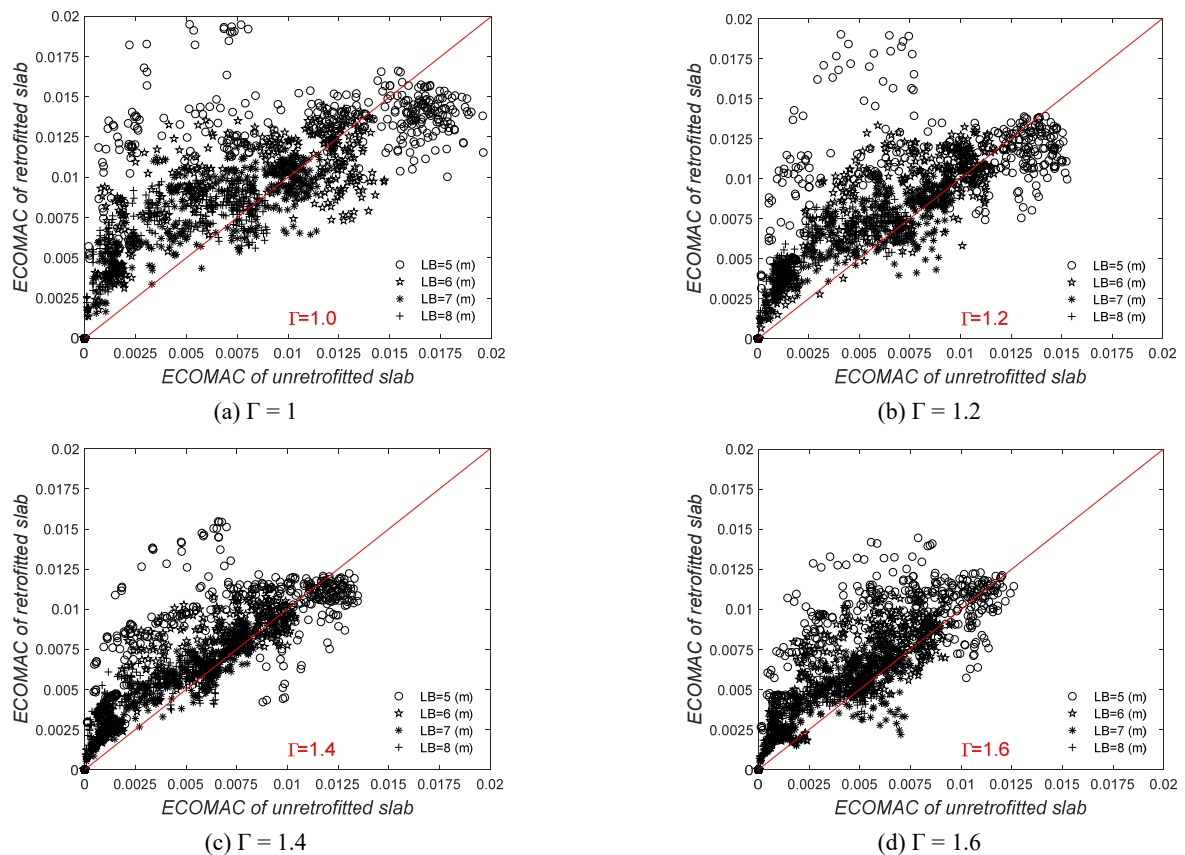 0.02
0.0175
0.015
0.0125
0.01
0.0075
0.005
0.0025
0
ECOMAC of retrofitted slab
LB=5 (m)
LB=6 (m)
LB=7 (m)
LB=8 (m)
Γ=1.0
0 0.0025 0.005 0.0075 0.01 0.0125 0.015 0.0175 0.02
ECOMAC of unretrofitted slab
(a) Γ = 1
0.02
0.0175
0.015
0.0125
0.01
0.0075
0.005
0.0025
0
ECOMAC of retrofitted slab
LB=5 (m)
LB=6 (m)
LB=7 (m)
LB=8 (m)
Γ=1.2
0 0.0025 0.005 0.0075 0.01 0.0125 0.015 0.0175 0.02
ECOMAC of unretrofitted slab
(b) Γ = 1.2
0.02
0.0175
0.015
0.0125
0.01
0.0075
0.005
0.0025
0
ECOMAC of retrofitted slab
LB=5 (m)
LB=6 (m)
LB=7 (m)
LB=8 (m)
Γ=1.4
0 0.0025 0.005 0.0075 0.01 0.0125 0.015 0.0175 0.02
ECOMAC of unretrofitted slab
(c) Γ = 1.4
0.02
0.0175
0.015
0.0125
0.01
0.0075
0.005
0.0025
0
ECOMAC of retrofitted slab
LB=5 (m)
LB=6 (m)
LB=7 (m)
LB=8 (m)
Γ=1.6
0 0.0025 0.005 0.0075 0.01 0.0125 0.015 0.0175 0.02
ECOMAC of unretrofitted slab
(d) Γ = 1.6